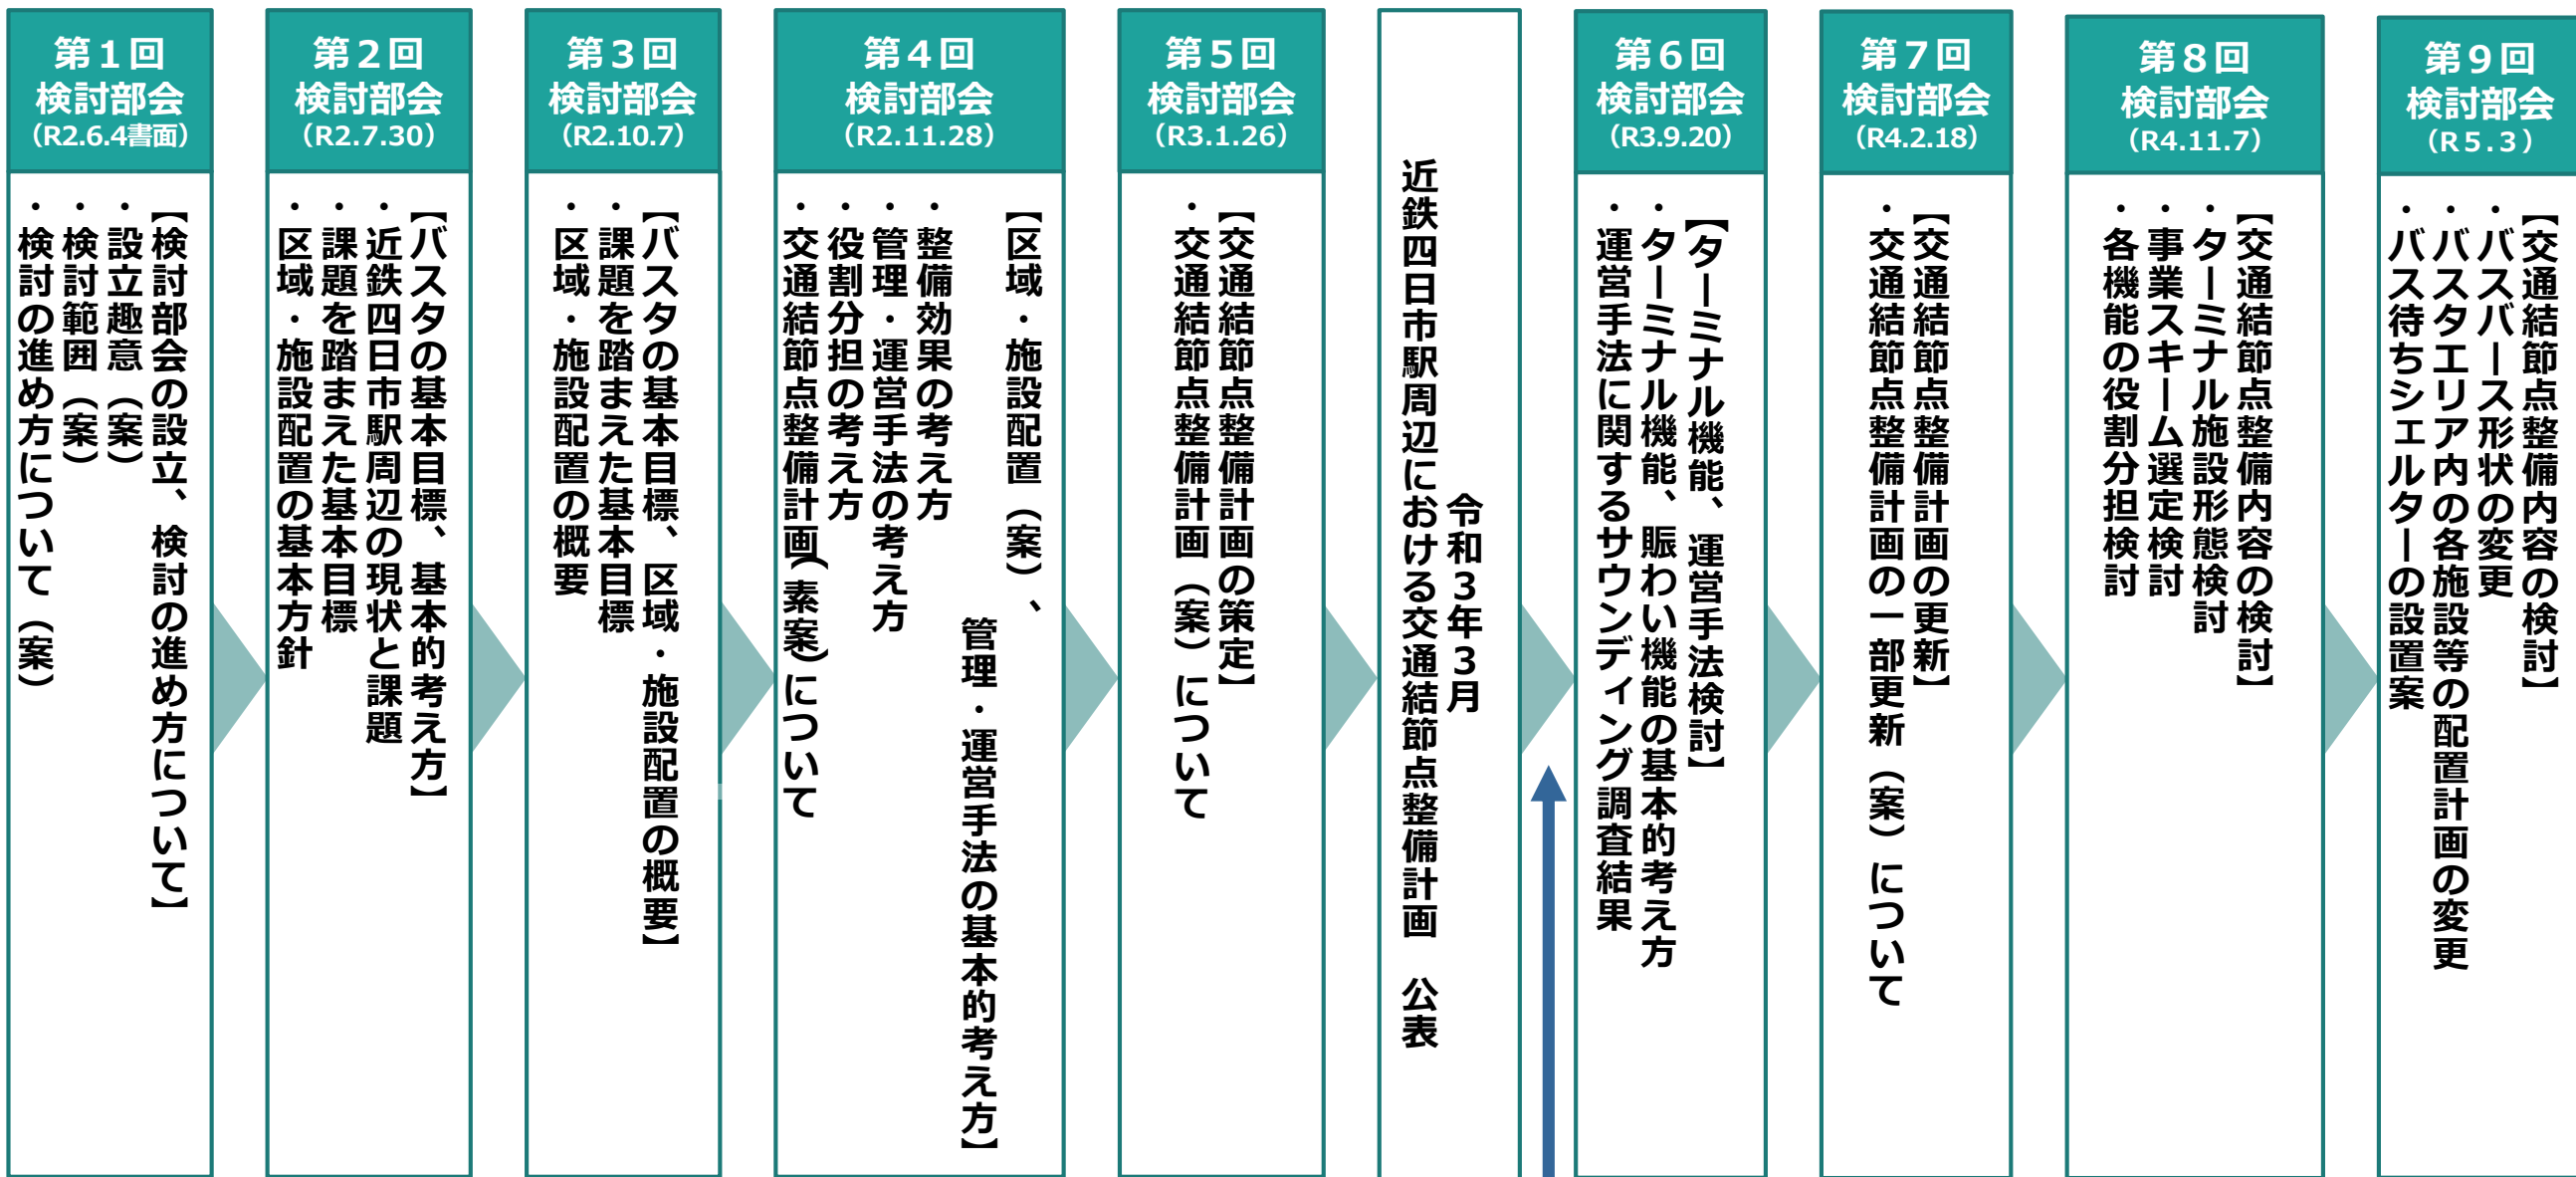 第１回
検討部会
（R2.6.4書面）
【検討部会の設立、検討の進め方について】
・設立趣意（案）
・検討範囲（案）
・検討の進め方について（案）
第２回
検討部会
（R2.7.30）
【バスタの基本目標、基本的考え方】
・近鉄四日市駅周辺の現状と課題
・課題を踏まえた基本目標
・区域・施設配置の基本方針
第３回
検討部会
（R2.10.7）
【バスタの基本目標、区域・施設配置の概要】
・課題を踏まえた基本目標
・区域・施設配置の概要
第４回
検討部会
（R2.11.28）
【区域・施設配置（案）、
管理・運営手法の基本的考え方】
・整備効果の考え方
・管理・運営手法の考え方
・役割分担の考え方
・交通結節点整備計画（素案）について
第５回
検討部会
（R3.1.26）
【交通結節点整備計画の策定】
・交通結節点整備計画（案）について
令和３年３月
近鉄四日市駅周辺における交通結節点整備計画　公表
第６回
検討部会
（R3.9.20）
【ターミナル機能、運営手法検討】
・ターミナル機能、賑わい機能の基本的考え方
・運営手法に関するサウンディング調査結果
第７回
検討部会
（R4.2.18）
【交通結節点整備計画の更新】
・交通結節点整備計画の一部更新（案）について
第８回
検討部会
（R4.11.7）
【交通結節点整備内容の検討】
・ターミナル施設形態検討
・事業スキーム選定検討
・各機能の役割分担検討
第９回
検討部会
（Ｒ５.３）
【交通結節点整備内容の検討】
・バスバース形状の変更
・バスタエリア内の各施設等の配置計画の変更
・バス待ちシェルターの設置案